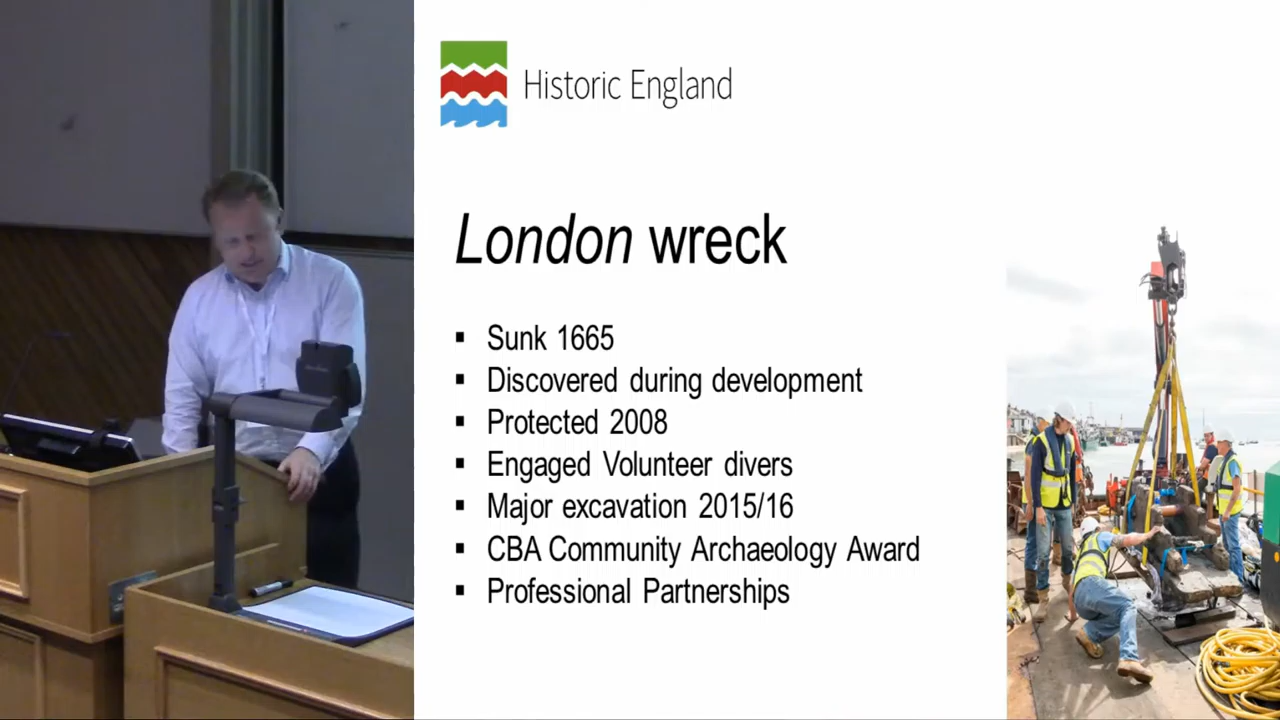 Historic England
London wreck
▪ Sunk 1665
▪ Discovered during development
▪ Protected 2008
▪ Engaged Volunteer divers
▪ Major excavation 2015/16
▪ CBA Community Archaeology Award
▪ Professional Partnerships